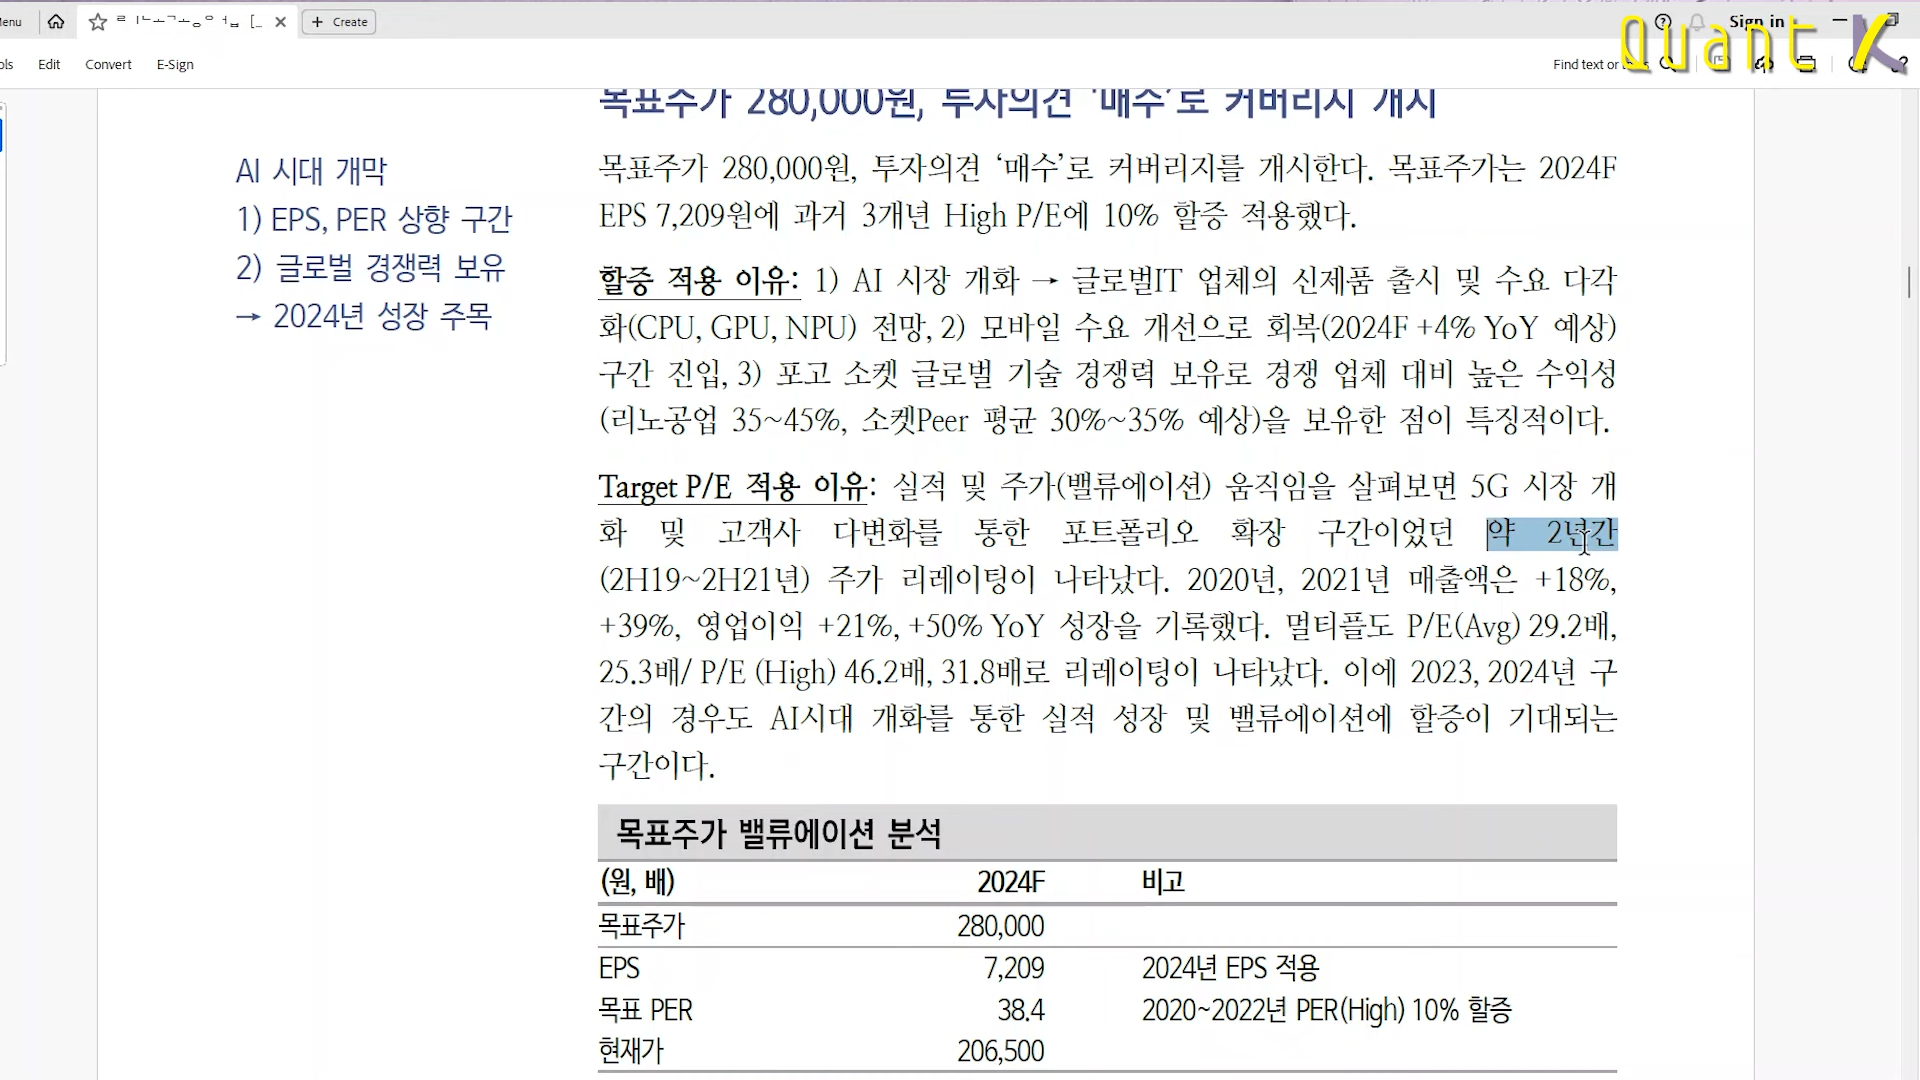 enu
Create
Sign in
Quant K
ols
Edit
Convert
E-Sign
Find text or
목표주가 280,000원, 투자의견 '매수'로 커버리지 개시
AI 시대 개막
1) EPS, PER 상향 구간
2) 글로벌 경쟁력 보유
→ 2024년 성장 주목
목표주가 280,000원, 투자의견 ‘매수’로 커버리지를 개시한다. 목표주가는 2024F
EPS 7,209원에 과거 3개년 High P/E에 10% 할증 적용했다.
할증 적용 이유: 1) AI 시장 개화 → 글로벌IT 업체의 신제품 출시 및 수요 다각
화(CPU, GPU, NPU) 전망, 2) 모바일 수요 개선으로 회복(2024F +4% YoY 예상)
구간 진입, 3) 포고 소켓 글로벌 기술 경쟁력 보유로 경쟁 업체 대비 높은 수익성
(리노공업 35~45%, 소켓Peer 평균 30%~35% 예상)을 보유한 점이 특징적이다.
Target P/E 적용 이유: 실적 및 주가(밸류에이션) 움직임을 살펴보면 5G 시장 개
화 및 고객사 다변화를 통한 포트폴리오 확장 구간이었던 약 2년간
(2H19~2H21년) 주가 리레이팅이 나타났다. 2020년, 2021년 매출액은 +18%,
+39%, 영업이익 +21%, +50% YoY 성장을 기록했다. 멀티플도 P/E(Avg) 29.2배,
25.3배/ P/E (High) 46.2배, 31.8배로 리레이팅이 나타났다. 이에 2023, 2024년 구
간의 경우도 AI시대 개화를 통한 실적 성장 및 밸류에이션에 할증이 기대되는
구간이다.
목표주가 밸류에이션 분석
(원, 배) 2024F 비고
목표주가 280,000
EPS 7,209 2024년 EPS 적용
목표 PER 38.4 2020~2022년 PER(High) 10% 할증
현재가 206,500